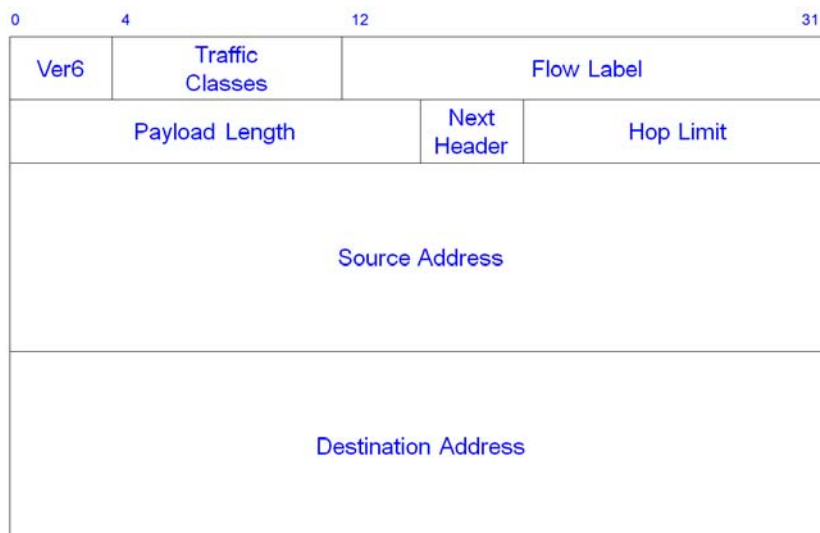 0 4 12 31
Ver6
Traffic
Classes
Flow Label
Payload Length
Next
Header
Hop Limit
Source Address
Destination Address